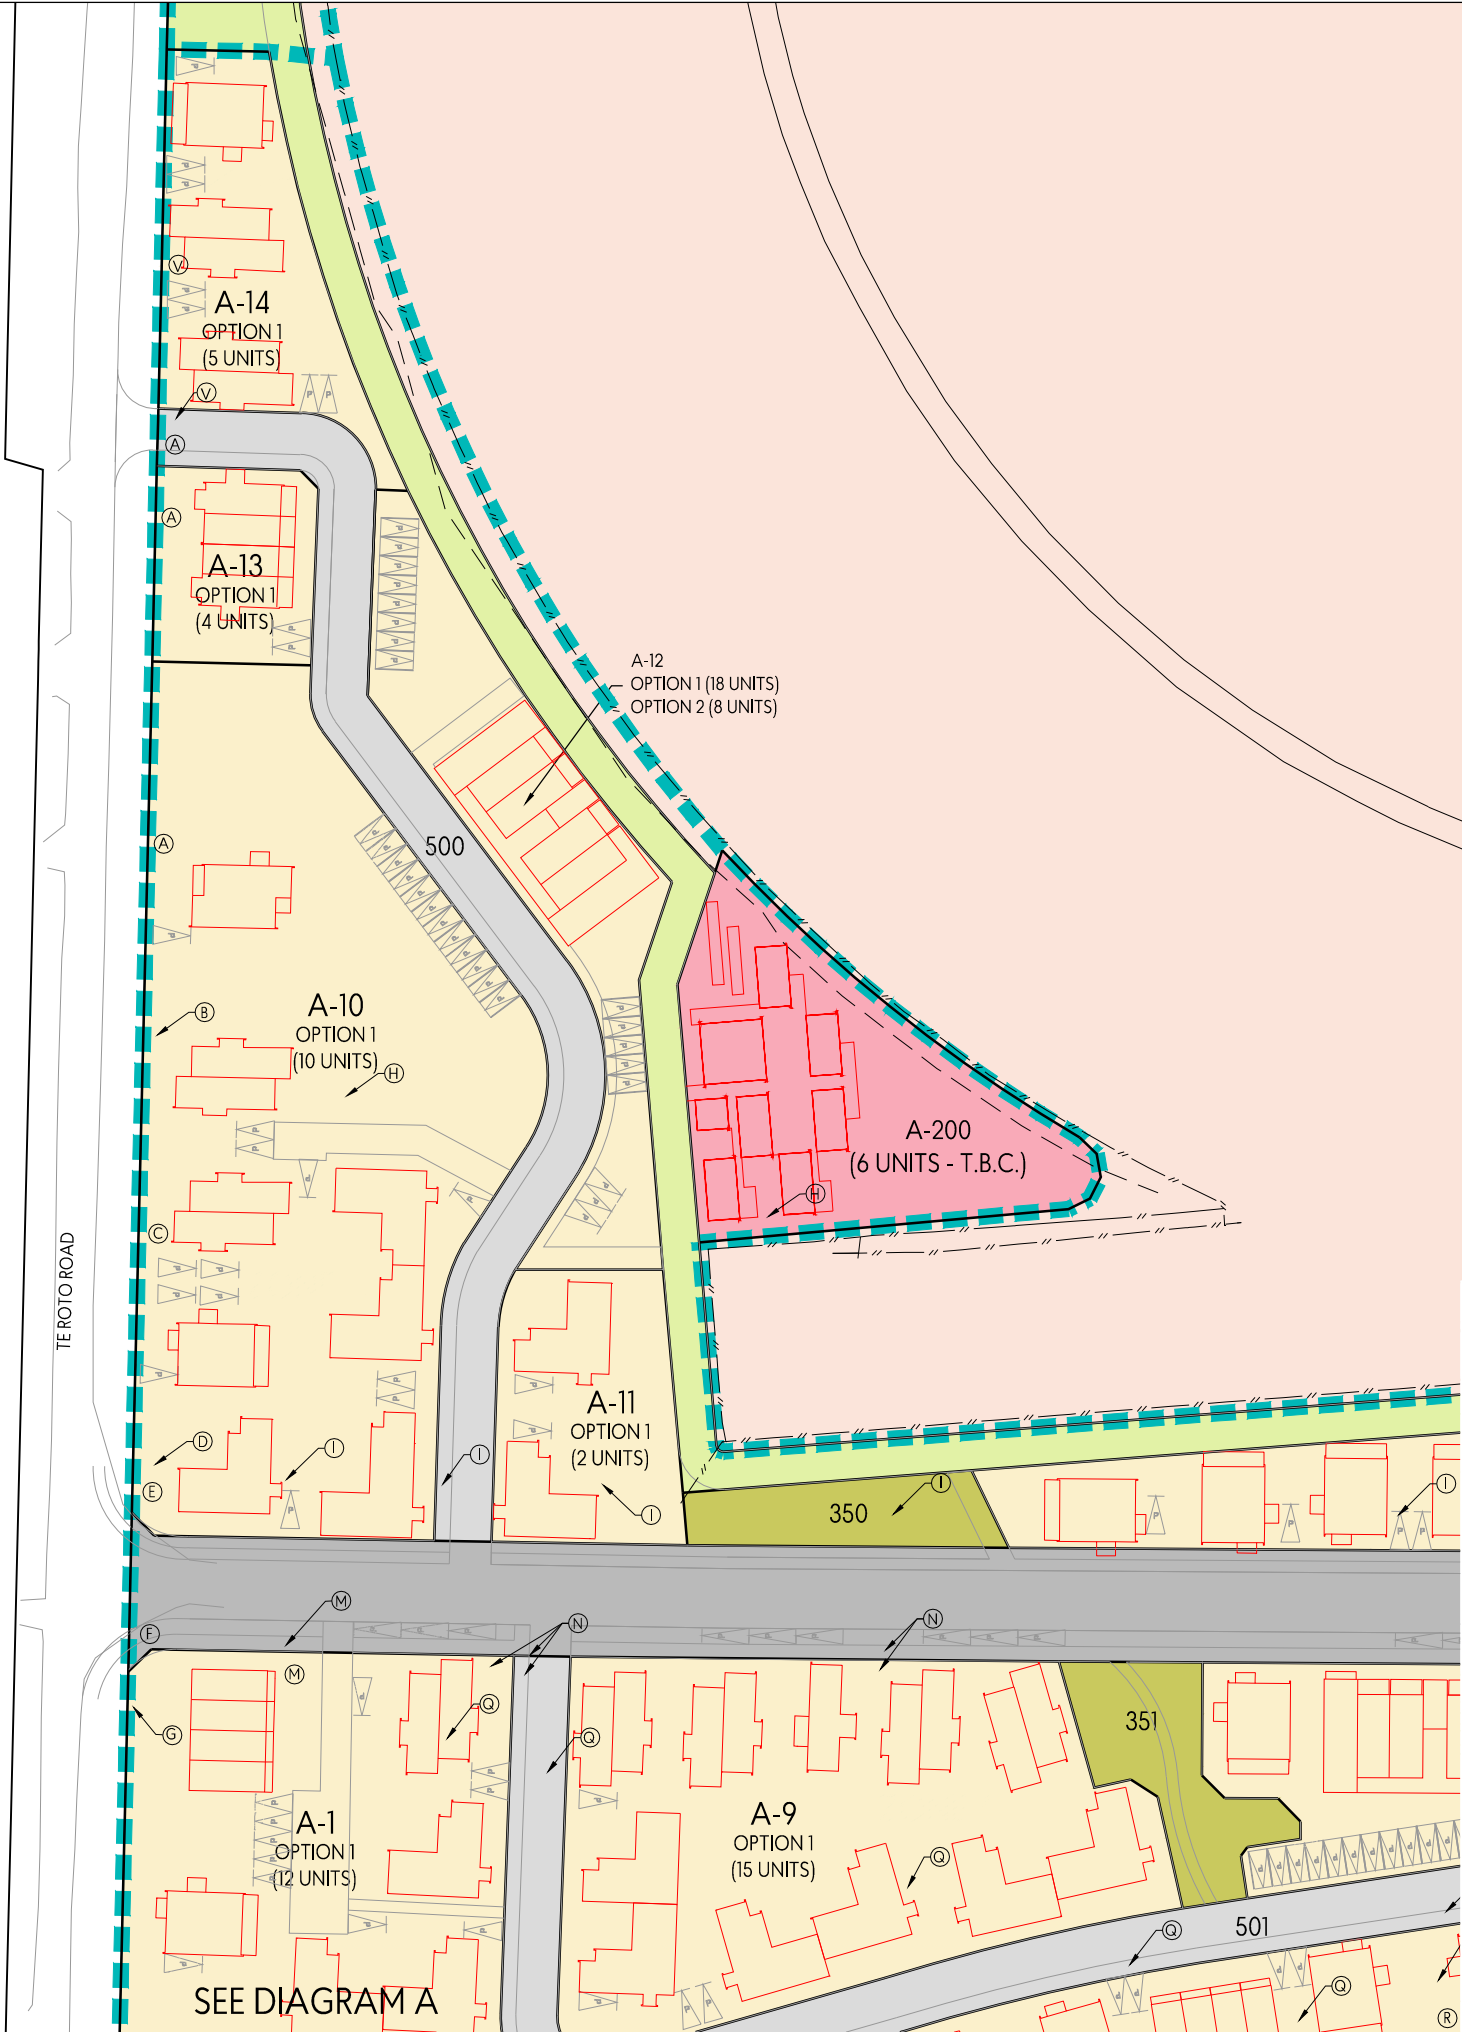 A-14
OPTION 1
(5 UNITS)
V
V
A
A
A-13
OPTION 1
(4 UNITS)
A-12
OPTION 1 (18 UNITS)
OPTION 2 (8 UNITS)
A
500
B
A-10
OPTION 1
(10 UNITS)
H
A-200
(6 UNITS - T.B.C.)
H
C
TE ROTO ROAD
A-11
OPTION 1
(2 UNITS)
D
I
I
E
I
350
I
I
F
M
N
N
M
G
Q
Q
351
A-1
OPTION 1
(12 UNITS)
A-9
OPTION 1
(15 UNITS)
Q
Q
501
SEE DIAGRAM A
Q
R